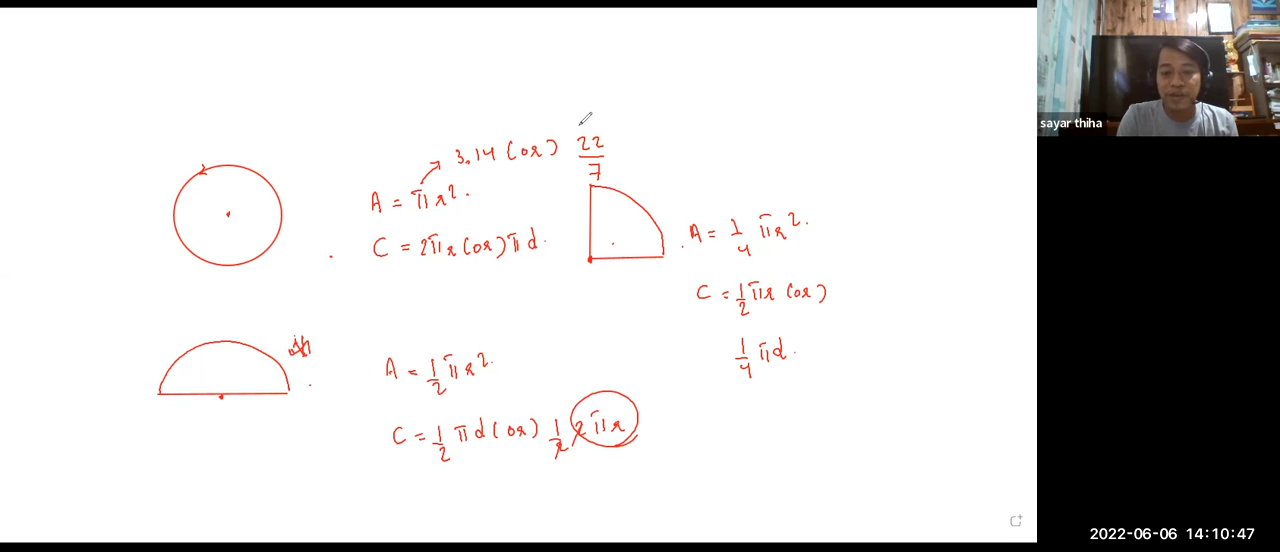 3.14 (or) 22/7
A = πr².
C = 2πr (or) πd.
A = 1/4 πr².
C = 1/2 πr (or)
1/4 πd.
A = 1/2 πr².
C = 1/2 πd (or) 1/2 2πr
sayar thiha
2022-06-06 14:10:47